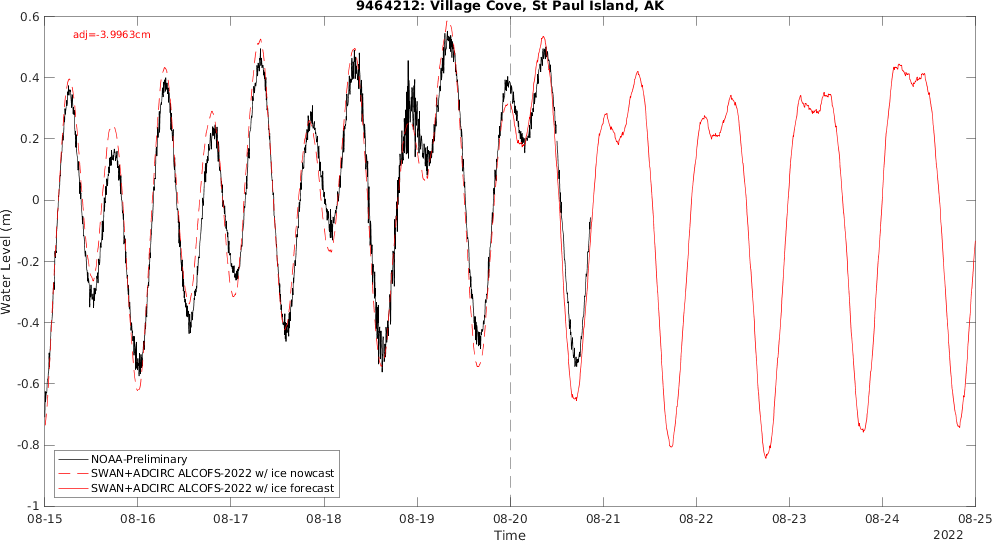 9464212: Village Cove, St Paul Island, AK
adj=-3.9963cm
0.6
0.4
0.2
0
-0.2
-0.4
-0.6
-0.8
-1
Water Level (m)
NOAA-Preliminary
SWAN+ADCIRC ALCOFS-2022 w/ ice nowcast
SWAN+ADCIRC ALCOFS-2022 w/ ice forecast
08-15 08-16 08-17 08-18 08-19 08-20 08-21 08-22 08-23 08-24 08-25
Time
2022